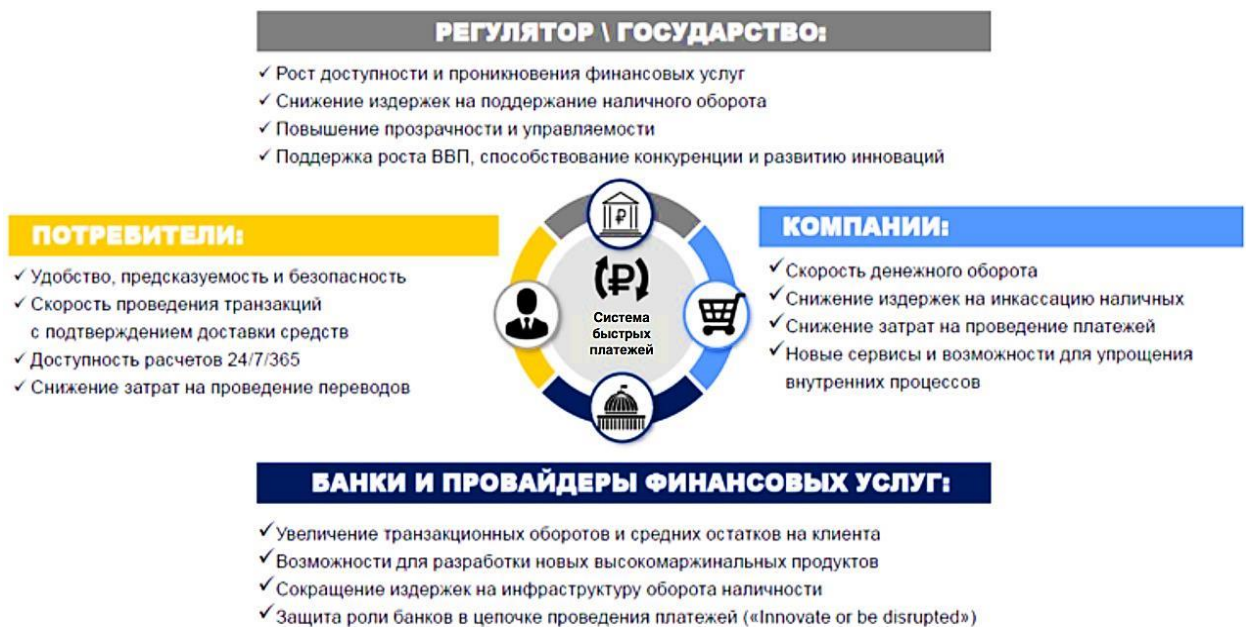 РЕГУЛЯТОР \ ГОСУДАРСТВО:
✓ Рост доступности и проникновения финансовых услуг
✓ Снижение издержек на поддержание наличного оборота
✓ Повышение прозрачности и управляемости
✓ Поддержка роста ВВП, способствование конкуренции и развитию инноваций
ПОТРЕБИТЕЛИ:
✓ Удобство, предсказуемость и безопасность
✓ Скорость проведения транзакций
с подтверждением доставки средств
✓ Доступность расчетов 24/7/365
✓ Снижение затрат на проведение переводов
₽
(₽)
Система
быстрых
платежей
КОМПАНИИ:
✓ Скорость денежного оборота
✓ Снижение издержек на инкассацию наличных
✓ Снижение затрат на проведение платежей
✓ Новые сервисы и возможности для упрощения
внутренних процессов
БАНКИ И ПРОВАЙДЕРЫ ФИНАНСОВЫХ УСЛУГ:
✓ Увеличение транзакционных оборотов и средних остатков на клиента
✓ Возможности для разработки новых высокомаржинальных продуктов
✓ Сокращение издержек на инфраструктуру оборота наличности
✓ Защита роли банков в цепочке проведения платежей («Innovate or be disrupted»)